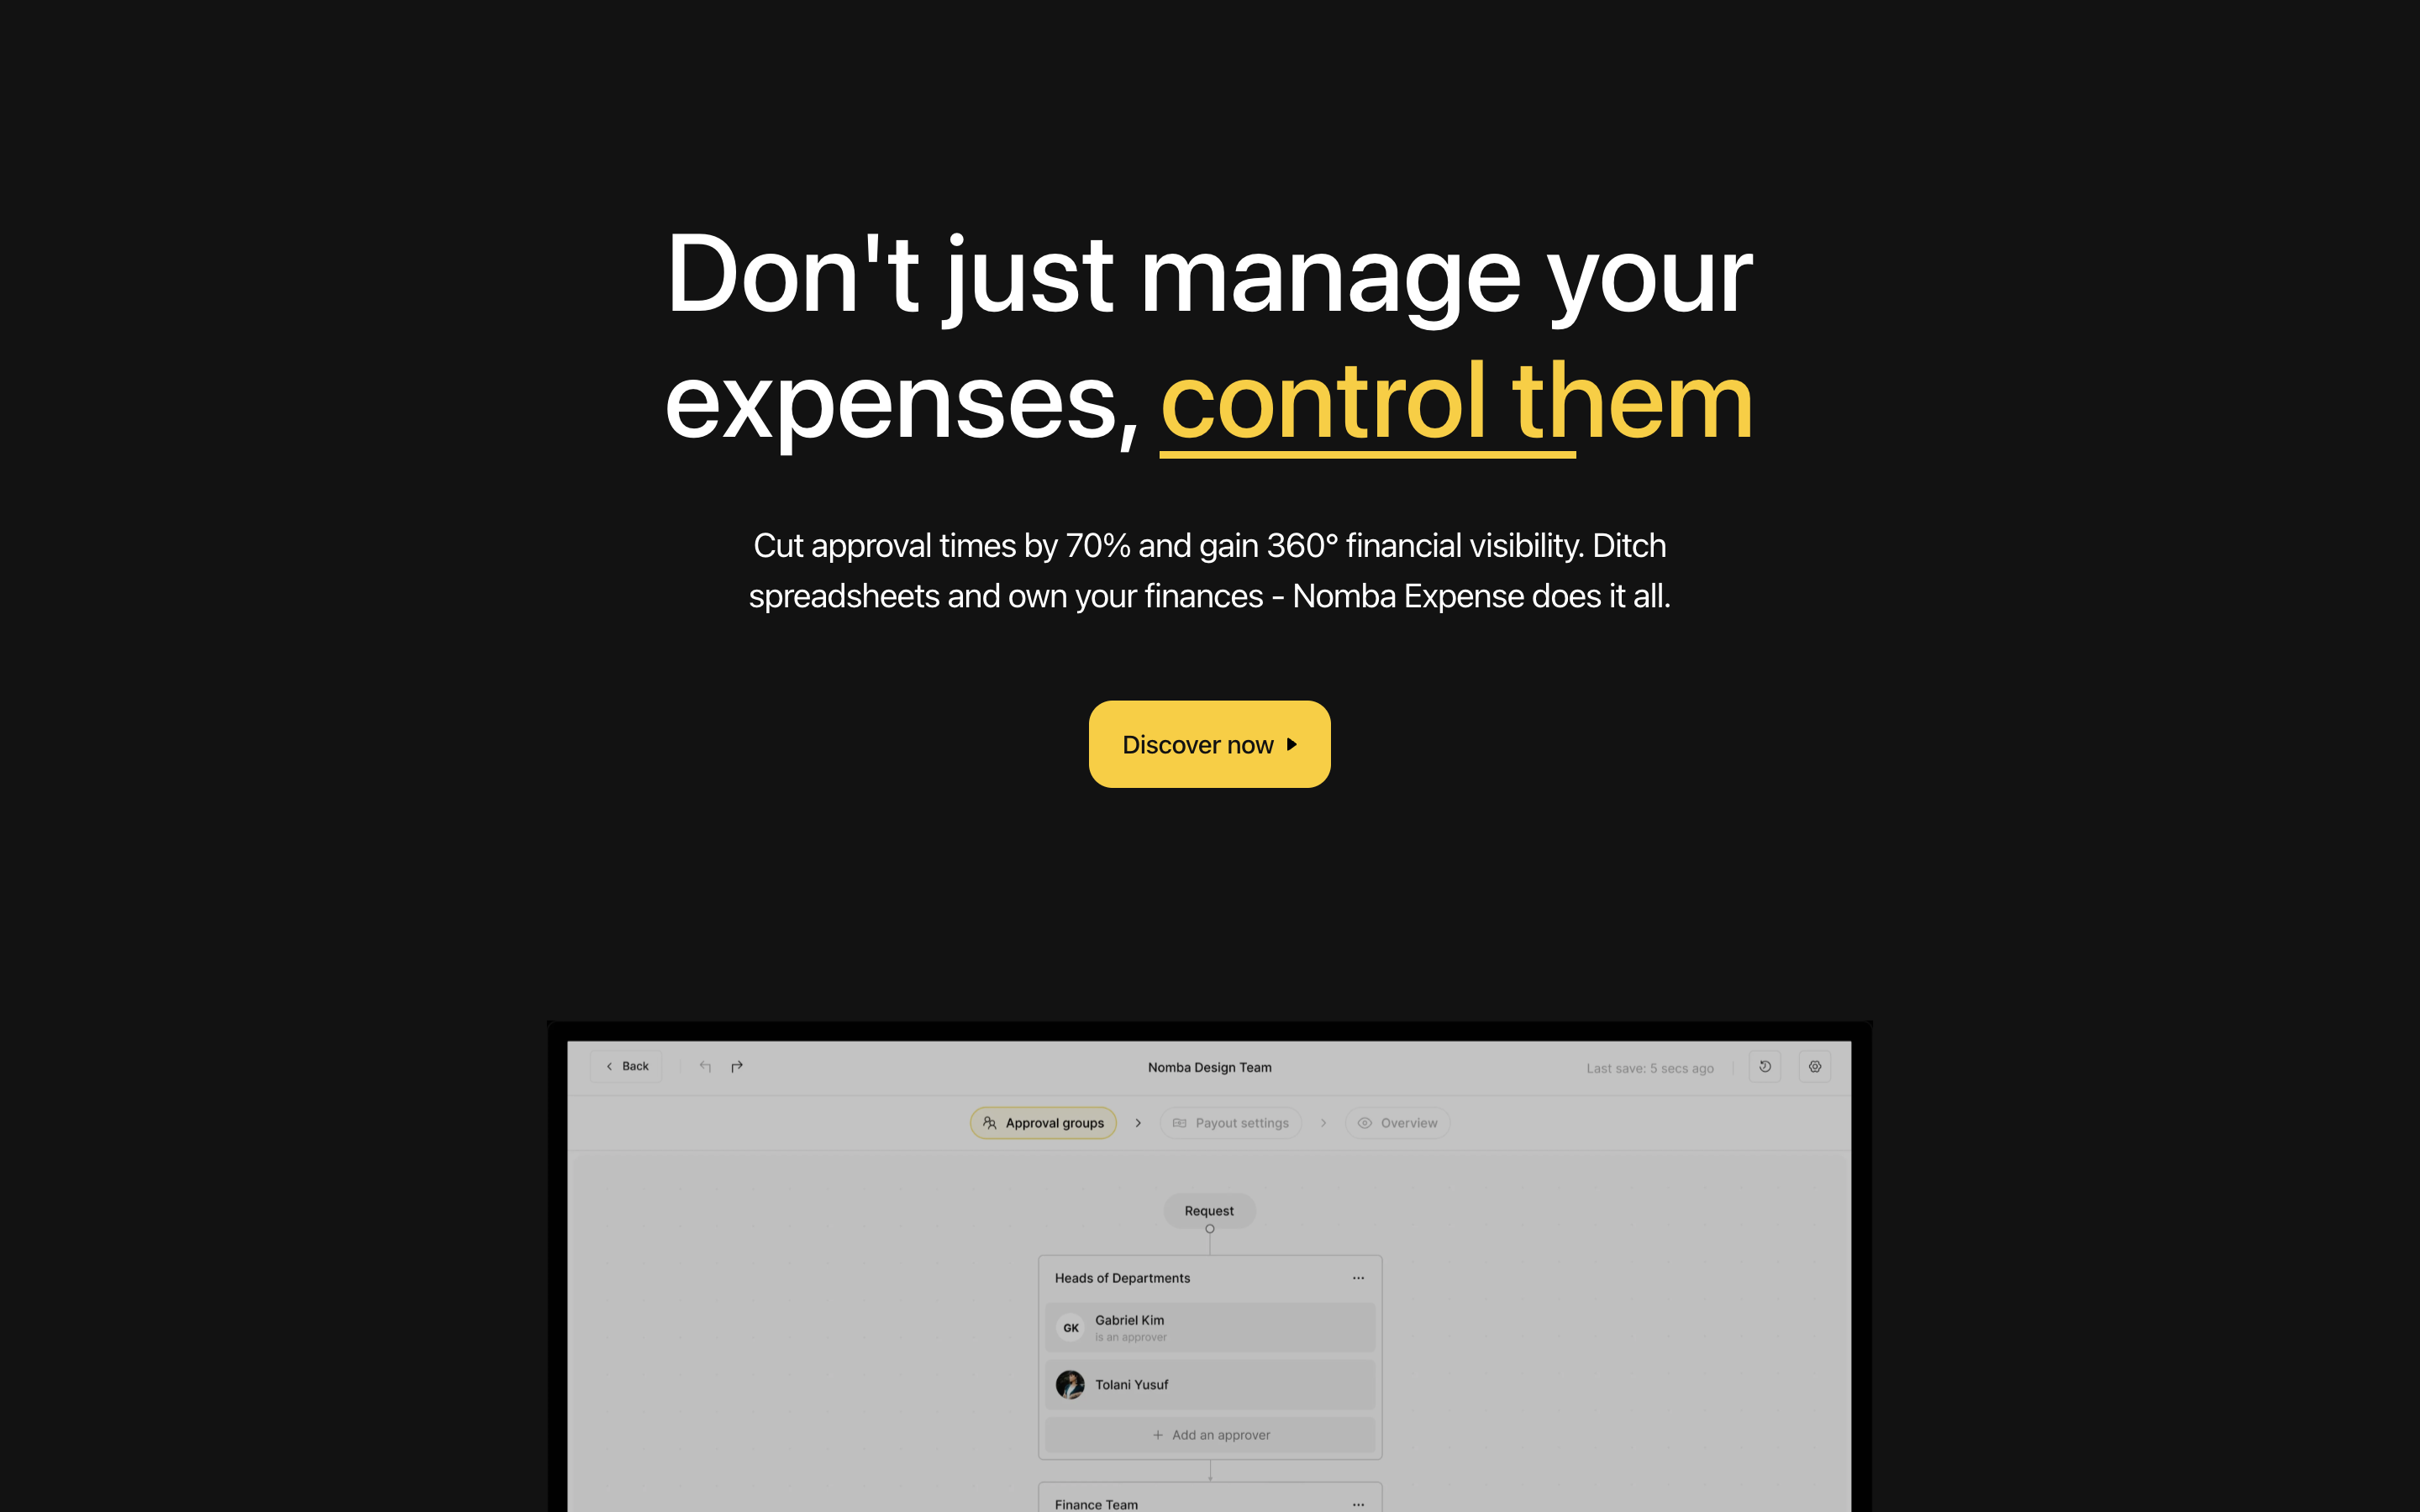 Don't just manage your
expenses, control them
Cut approval times by 70% and gain 360° financial visibility. Ditch
spreadsheets and own your finances - Nomba Expense does it all.
Discover now
Back
Nomba Design Team
Last save: 5 secs ago
Approval groups
Payout settings
Overview
Request
Heads of Departments
GK
Gabriel Kim
is an approver
Tolani Yusuf
+ Add an approver
Finance Team